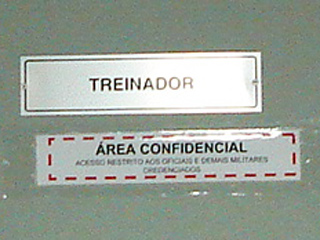 TREINADOR
ÁREA CONFIDENCIAL
ACESSO RESTRITO AOS OFICIAIS E DEMAIS MILITARES
CREDENCIADOS